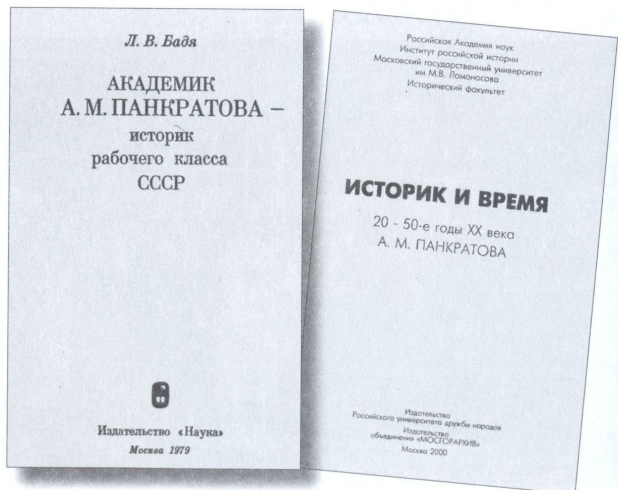 Л. В. Бадя
АКАДЕМИК
А. М. ПАНКРАТОВА —
историк
рабочего класса
СССР
Издательство «Наука»
Москва 1979
Российская Академия наук
Институт российской истории
Московский государственный университет
им М.В. Ломоносова
Исторический факультет
ИСТОРИК И ВРЕМЯ
20 - 50-е годы XX века
А. М. ПАНКРАТОВА
Издательство
Российского университета дружбы народов
Издательство
объединения «МОСГОРАРХИВ»
Москва 2000